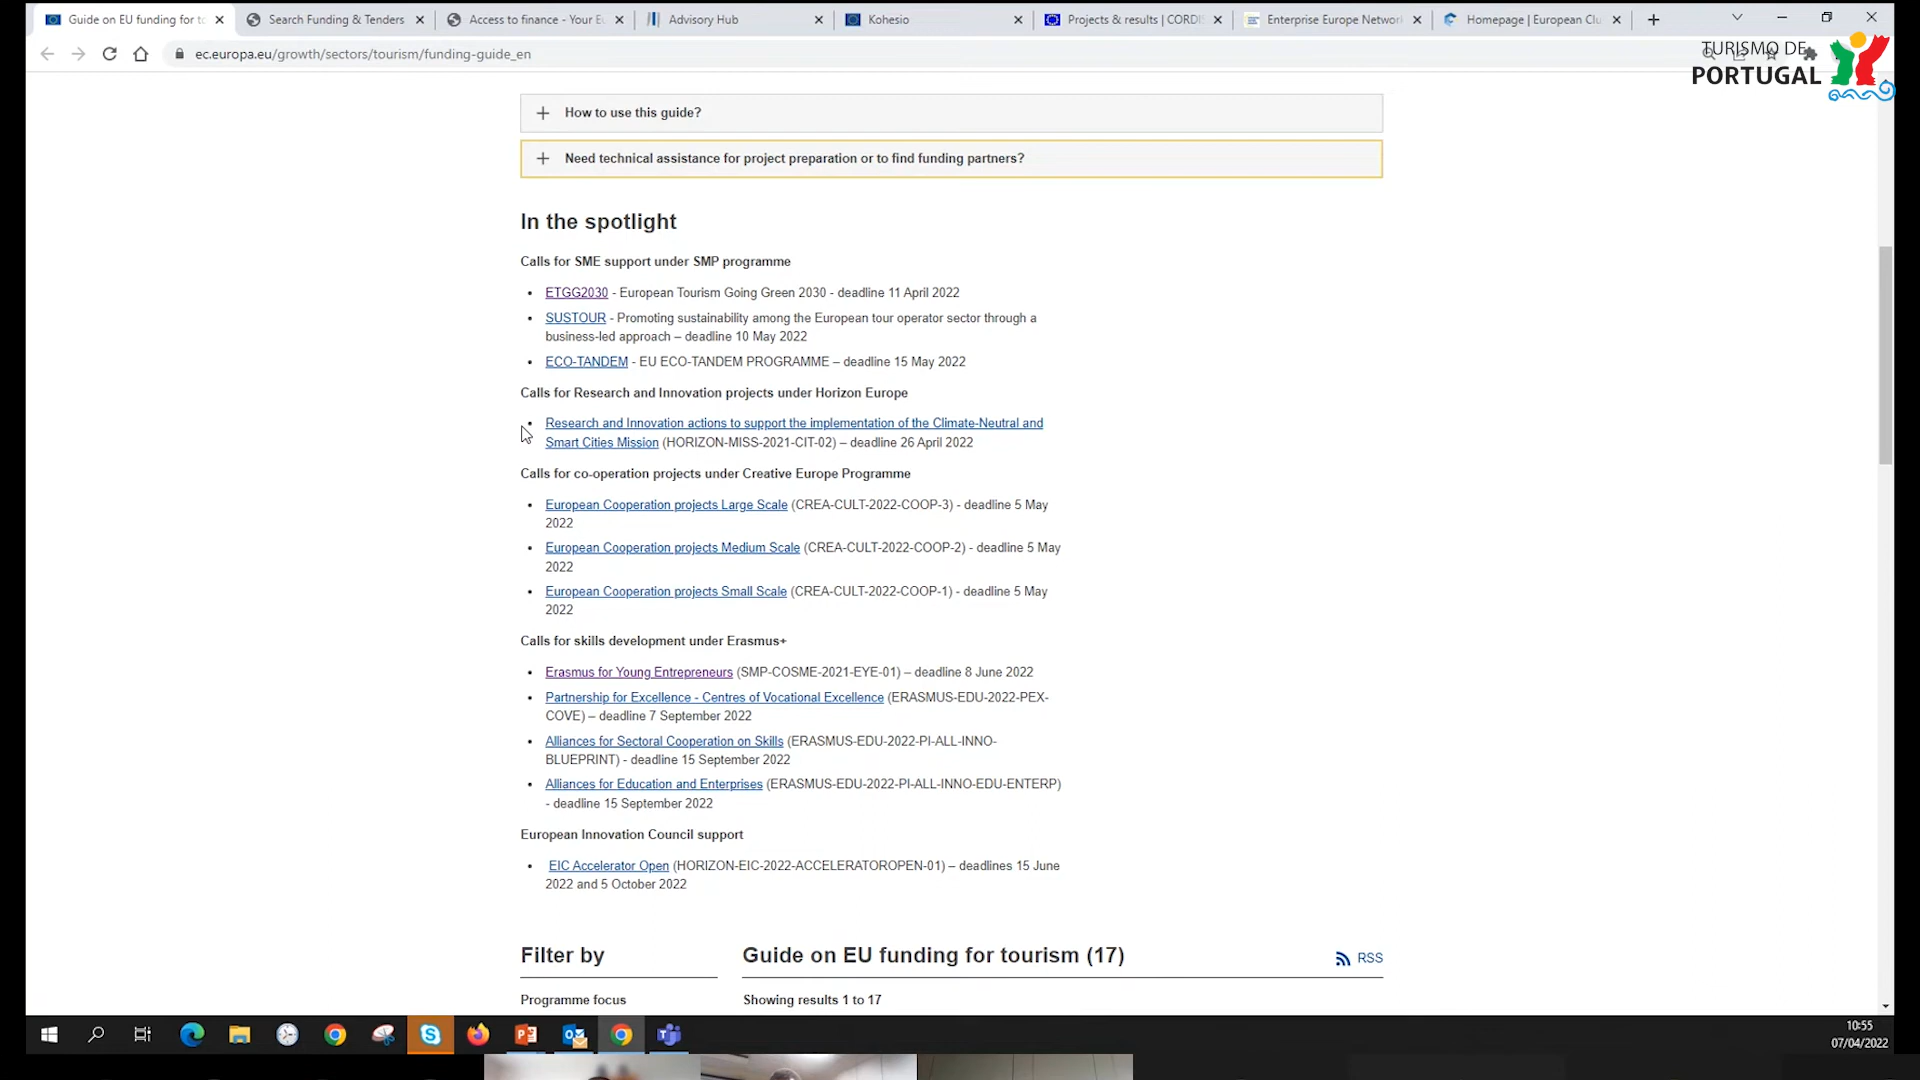 Guide on EU funding for to
Search Funding & Tenders
Access to finance - Your Eu
Advisory Hub
Kohesio
Projects & results | CORDI
Enterprise Europe Network
Homepage | European Clu
ec.europa.eu/growth/sectors/tourism/funding-guide_en
TURISMO DE
PORTUGAL
How to use this guide?
Need technical assistance for project preparation or to find funding partners?
In the spotlight
Calls for SME support under SMP programme
ETGG2030 - European Tourism Going Green 2030 - deadline 11 April 2022
SUSTOUR - Promoting sustainability among the European tour operator sector through a
business-led approach – deadline 10 May 2022
ECO-TANDEM - EU ECO-TANDEM PROGRAMME – deadline 15 May 2022
Calls for Research and Innovation projects under Horizon Europe
Research and Innovation actions to support the implementation of the Climate-Neutral and
Smart Cities Mission (HORIZON-MISS-2021-CIT-02) – deadline 26 April 2022
Calls for co-operation projects under Creative Europe Programme
European Cooperation projects Large Scale (CREA-CULT-2022-COOP-3) - deadline 5 May
2022
European Cooperation projects Medium Scale (CREA-CULT-2022-COOP-2) - deadline 5 May
2022
European Cooperation projects Small Scale (CREA-CULT-2022-COOP-1) - deadline 5 May
2022
Calls for skills development under Erasmus+
Erasmus for Young Entrepreneurs (SMP-COSME-2021-EYE-01) – deadline 8 June 2022
Partnership for Excellence - Centres of Vocational Excellence (ERASMUS-EDU-2022-PEX-
COVE) – deadline 7 September 2022
Alliances for Sectoral Cooperation on Skills (ERASMUS-EDU-2022-PI-ALL-INNO-
BLUEPRINT) - deadline 15 September 2022
Alliances for Education and Enterprises (ERASMUS-EDU-2022-PI-ALL-INNO-EDU-ENTERP)
- deadline 15 September 2022
European Innovation Council support
EIC Accelerator Open (HORIZON-EIC-2022-ACCELERATOROPEN-01) – deadlines 15 June
2022 and 5 October 2022
Filter by
Guide on EU funding for tourism (17)
RSS
Programme focus
Showing results 1 to 17
10:55
07/04/2022